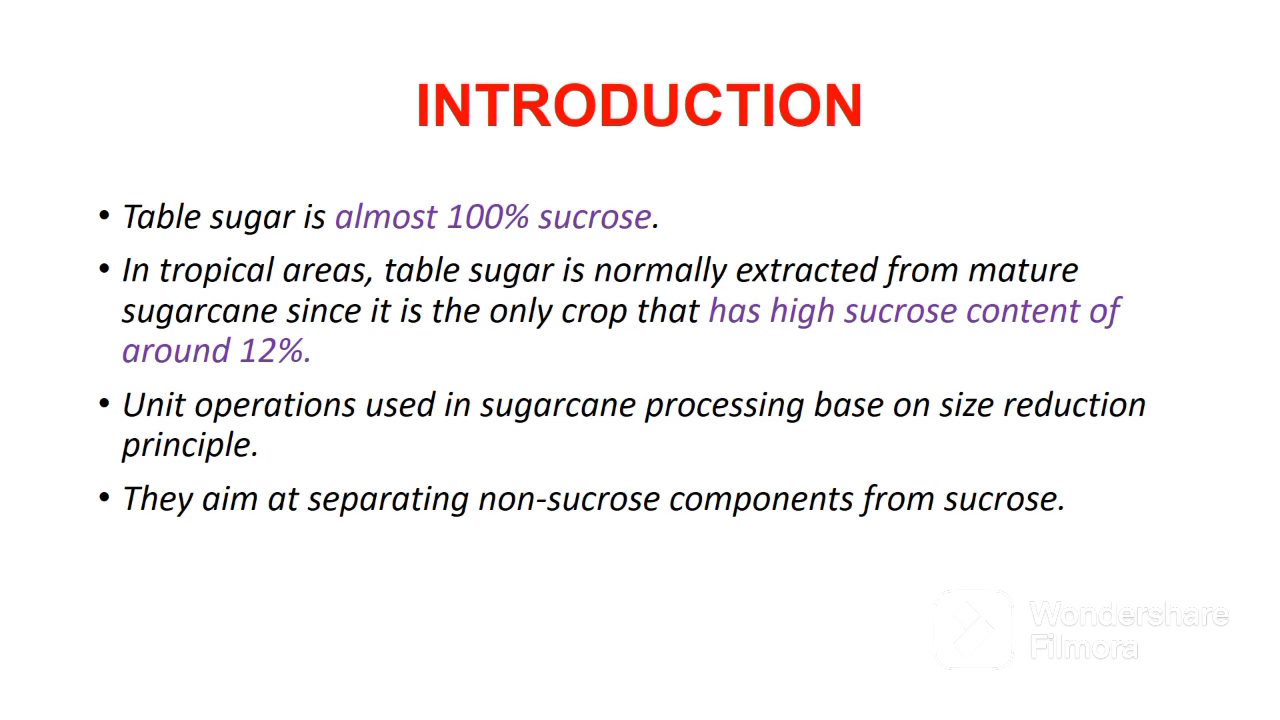 INTRODUCTION
• Table sugar is almost 100% sucrose.
• In tropical areas, table sugar is normally extracted from mature
sugarcane since it is the only crop that has high sucrose content of
around 12%.
• Unit operations used in sugarcane processing base on size reduction
principle.
• They aim at separating non-sucrose components from sucrose.
Wondershare
Filmora